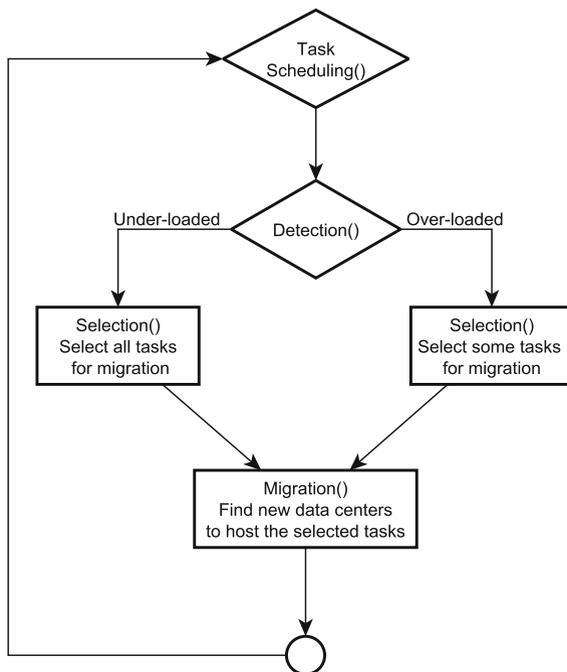 Task
Scheduling()
Under-loaded
Over-loaded
Detection()
Selection()
Select all tasks
for migration
Selection()
Select some tasks
for migration
Migration()
Find new data centers
to host the selected tasks